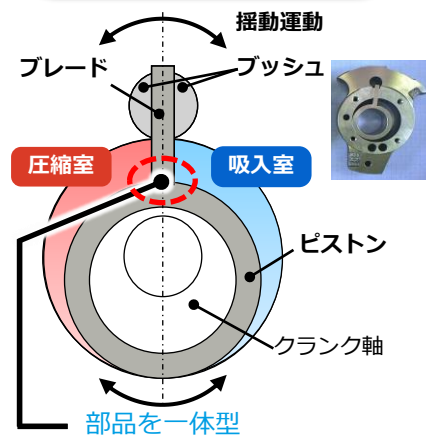 揺動運動
ブレード
ブッシュ
圧縮室
吸入室
ピストン
クランク軸
部品を一体型